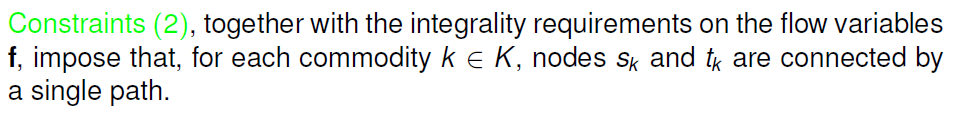 Constraints (2), together with the integrality requirements on the flow variables
f, impose that, for each commodity k ∈ K, nodes sₖ and tₖ are connected by
a single path.